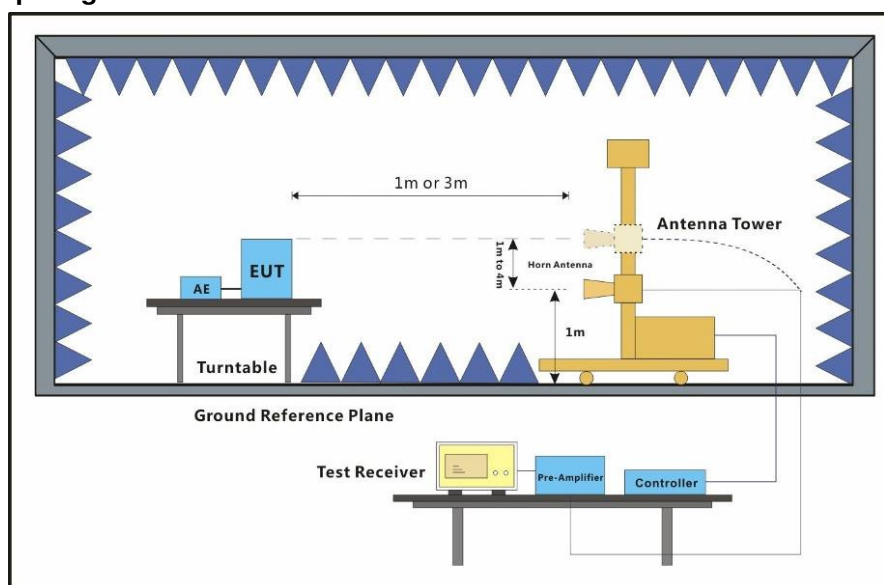 1m or 3m
Antenna Tower
1m to 4m
Horn Antenna
EUT
AE
1m
Turntable
Ground Reference Plane
Test Receiver
Pre-Amplifier
Controller